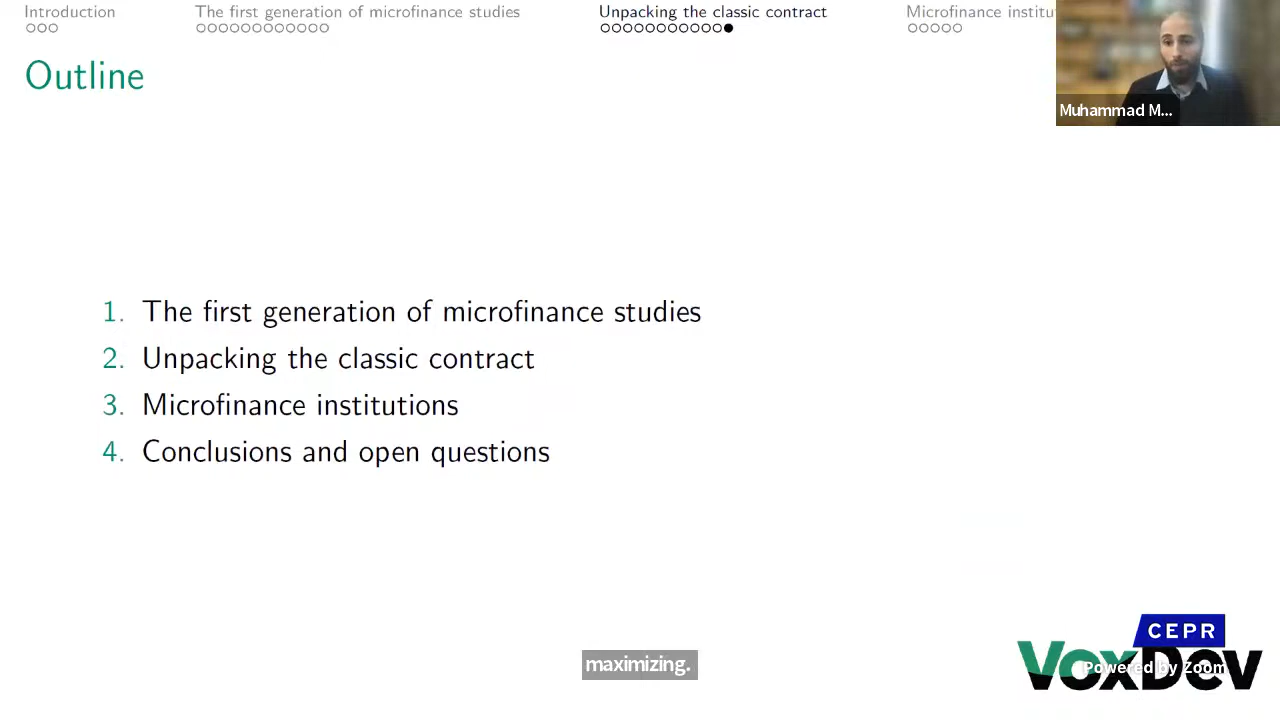 Introduction
The first generation of microfinance studies
Unpacking the classic contract
Microfinance institu
Outline
Muhammad M...
1. The first generation of microfinance studies
2. Unpacking the classic contract
3. Microfinance institutions
4. Conclusions and open questions
CEPR
VoxDev
Powered by Zoom
maximizing.